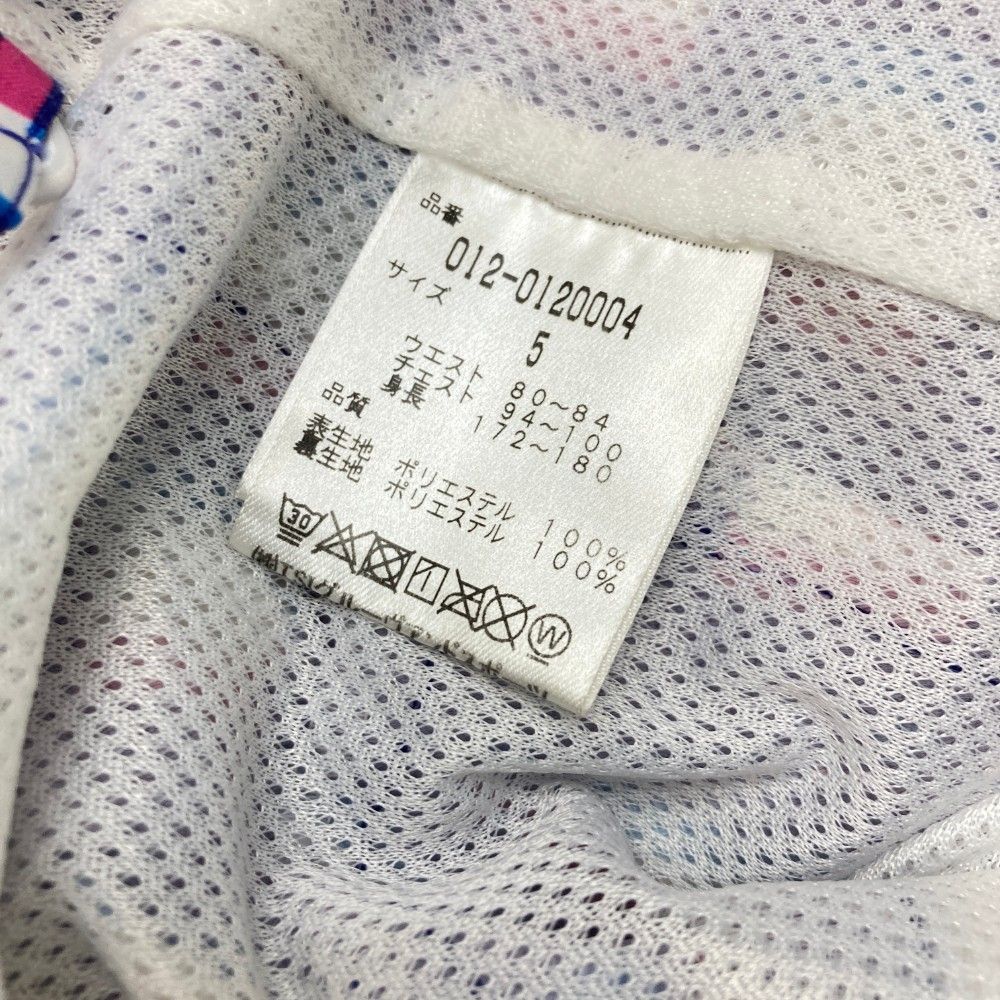 品番
012-0120004
サイズ
5
ウエスト 80~84
チエスト 94~100
身長 172~180
品質
表生地 ポリエステル 100%
裏生地 ポリエステル 100%
30
W